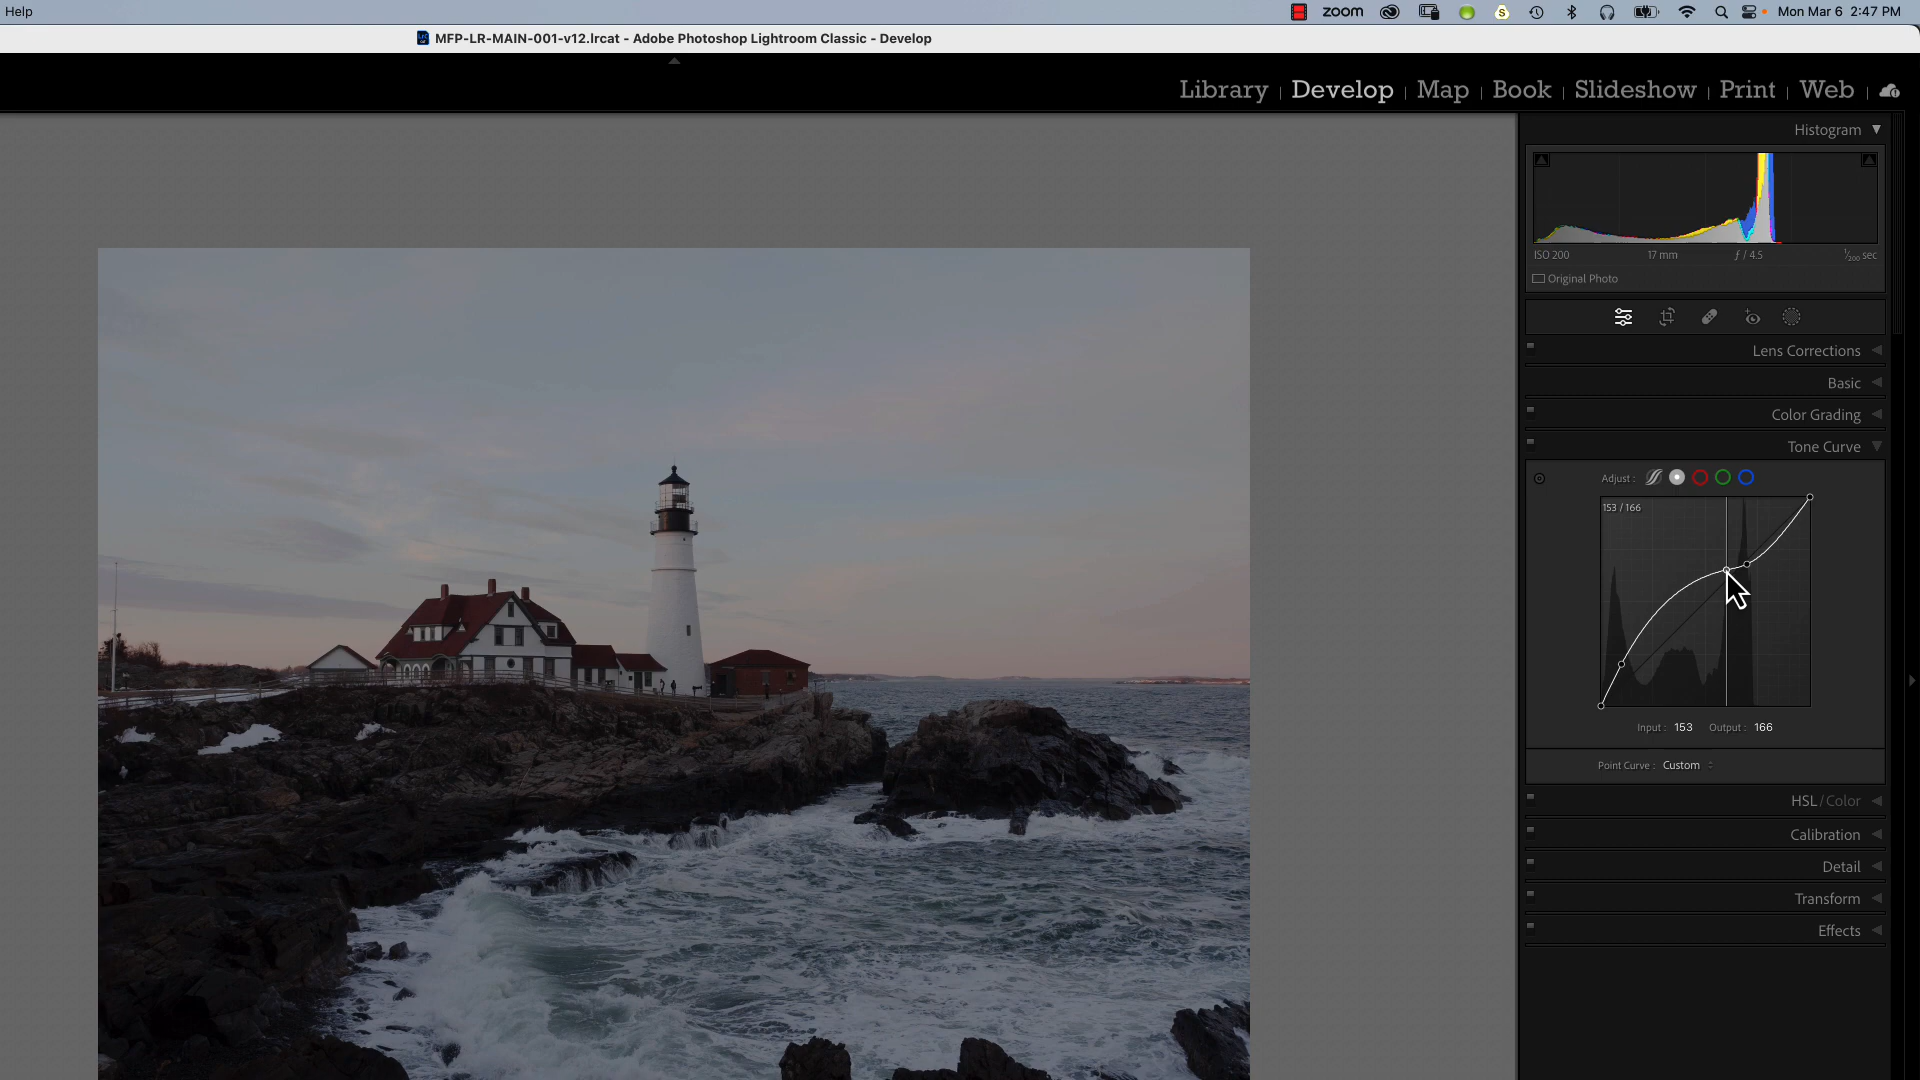 Help
zoom
S
Mon Mar 6 2:47 PM
MFP-LR-MAIN-001-v12.lrcat - Adobe Photoshop Lightroom Classic - Develop
Library | Develop | Map | Book | Slideshow | Print | Web |
Histogram
ISO 200 17 mm ƒ / 4.5 1/200 sec
Original Photo
Lens Corrections
Basic
Color Grading
Tone Curve
Adjust :
153 / 166
Input : 153 Output : 166
Point Curve : Custom
HSL / Color
Calibration
Detail
Transform
Effects